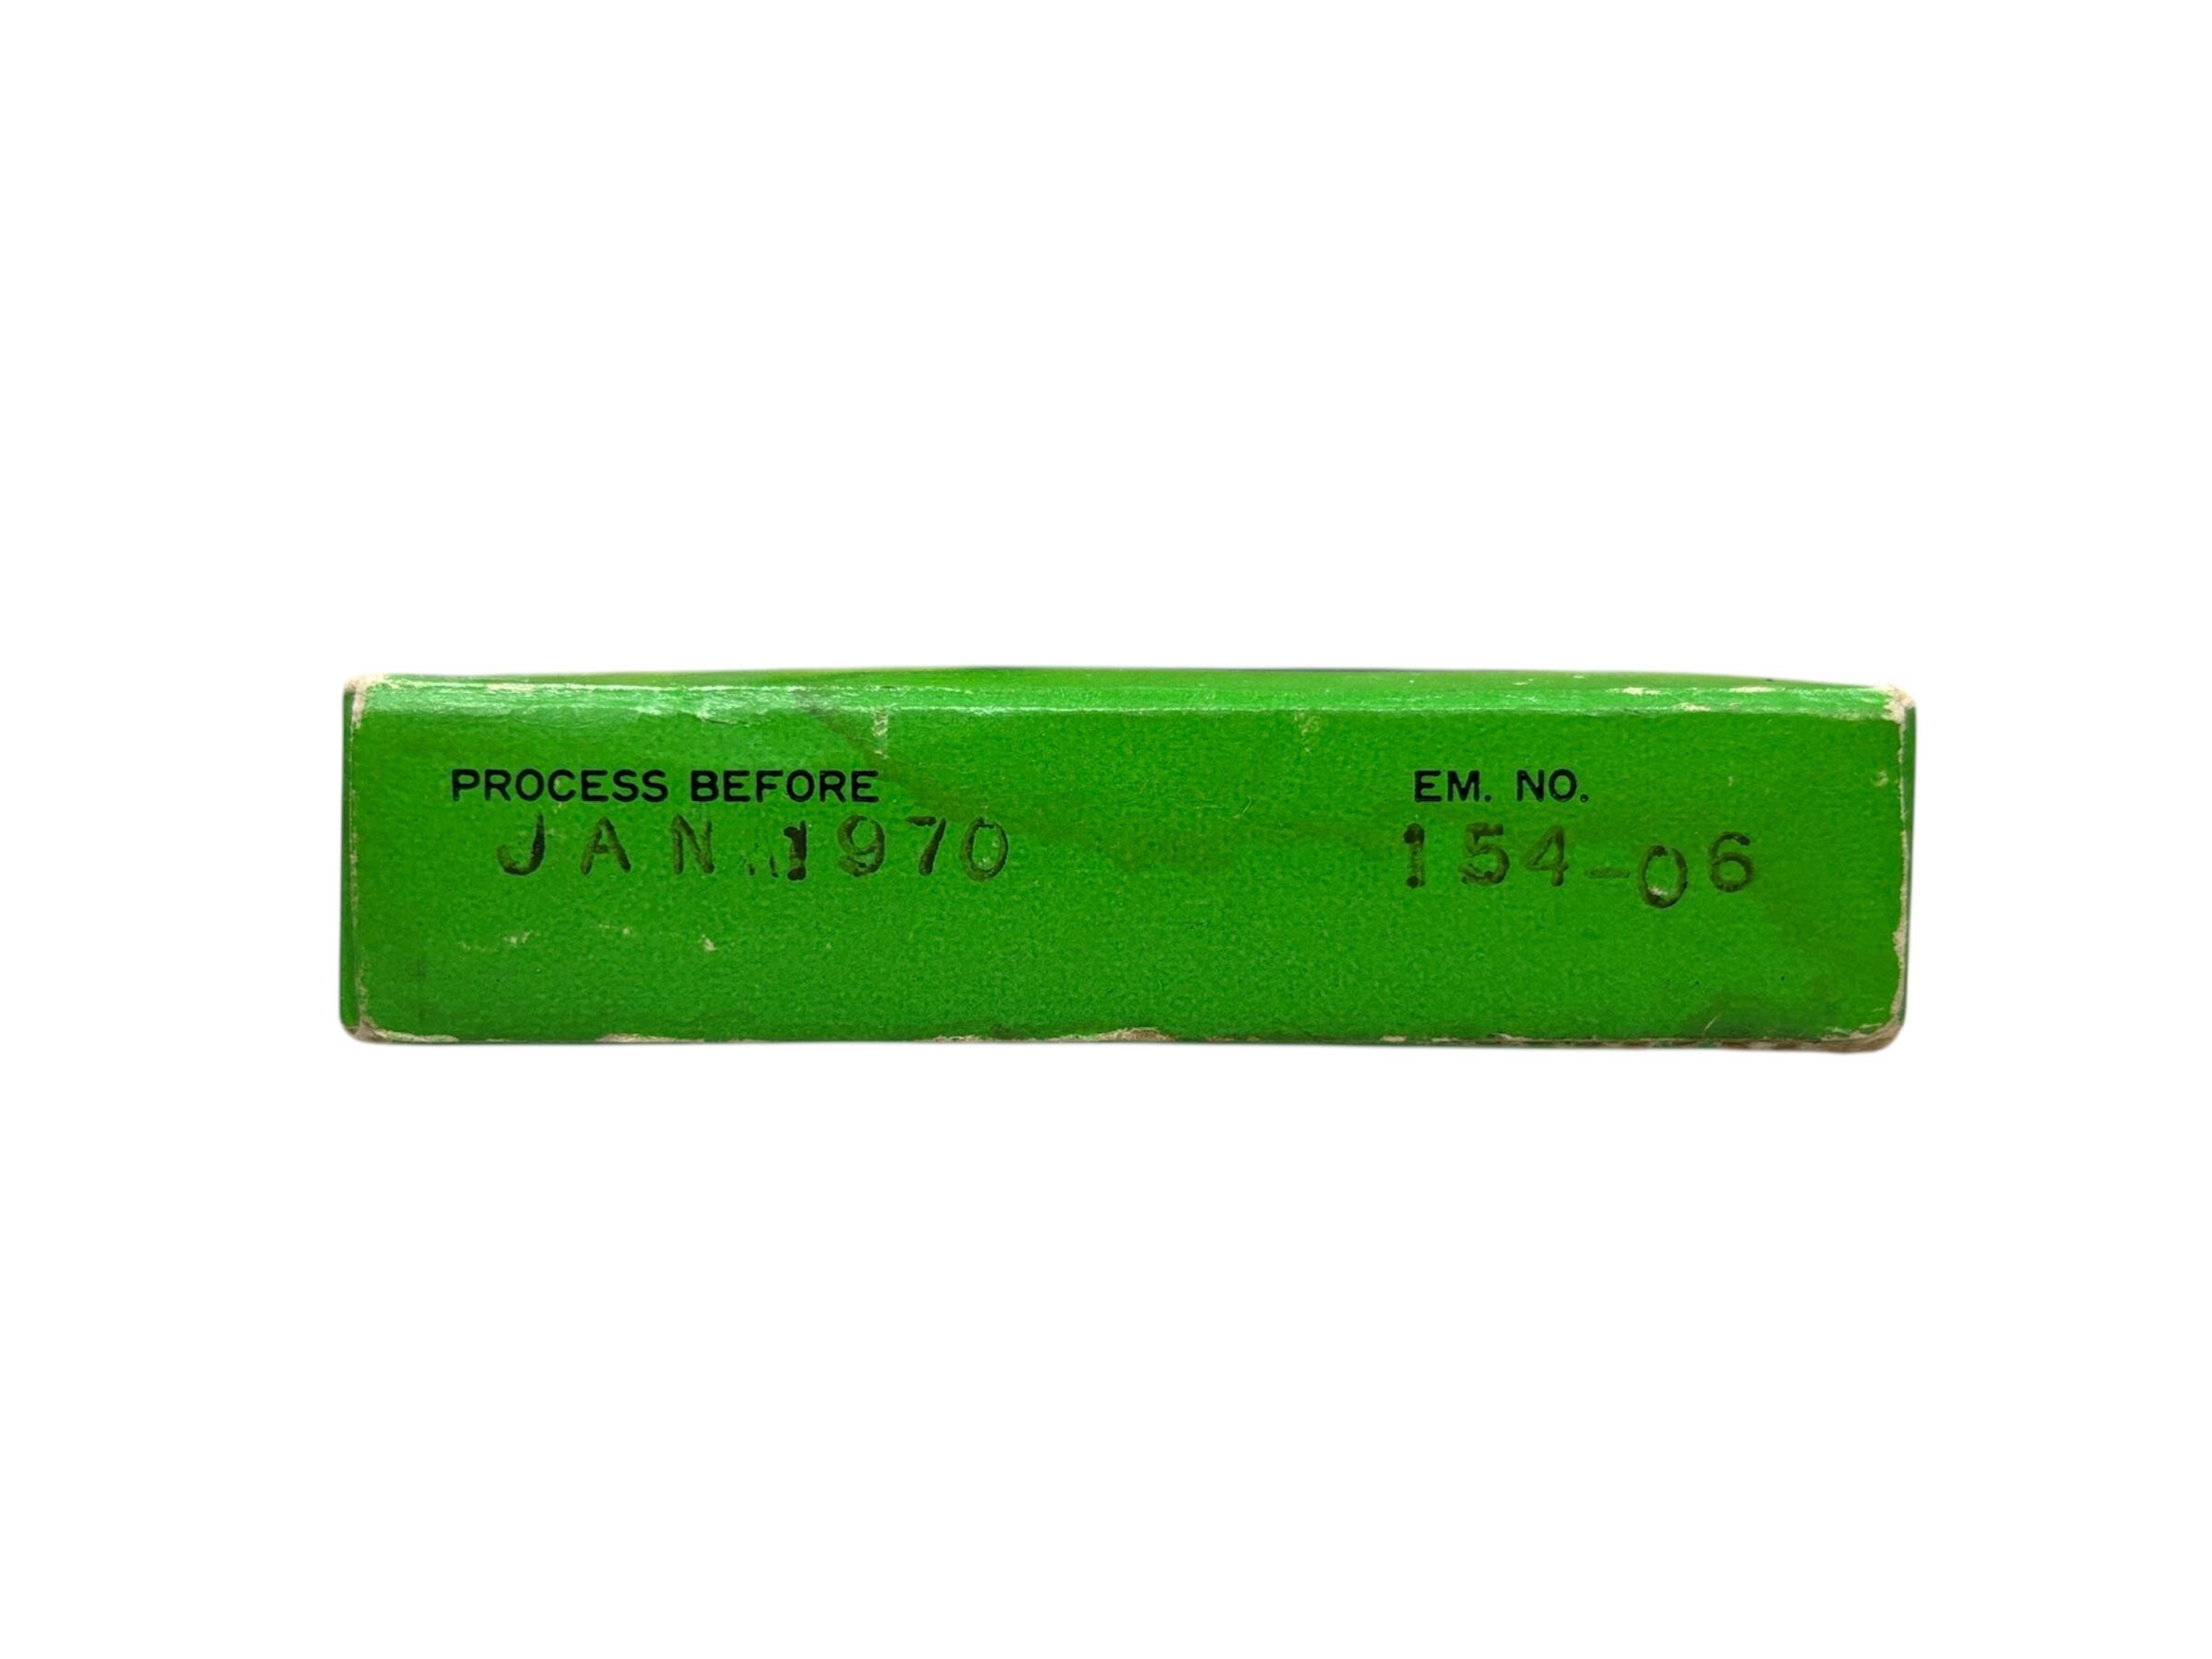 PROCESS BEFORE
JAN. 1970
EM. NO.
154-06